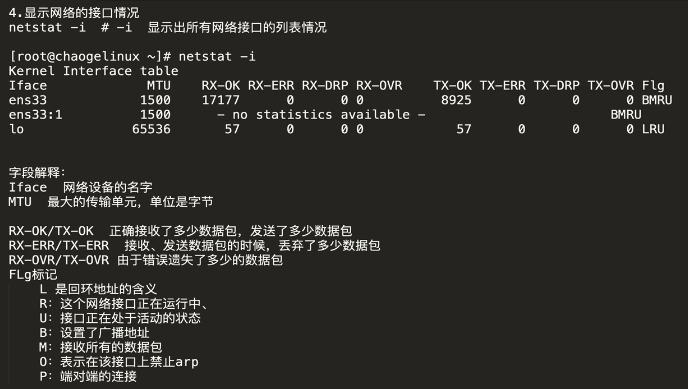 4.显示网络的接口情况
netstat -i  # -i  显示出所有网络接口的列表情况
[root@chaogelinux ~]# netstat -i
Kernel Interface table
Iface             MTU    RX-OK RX-ERR RX-DRP RX-OVR    TX-OK TX-ERR TX-DRP TX-OVR Flg
ens33            1500    17177      0      0 0          8925      0      0      0 BMRU
ens33:1          1500      - no statistics available -                        BMRU
lo              65536       57      0      0 0            57      0      0      0 LRU
字段解释：
Iface  网络设备的名字
MTU  最大的传输单元，单位是字节
RX-OK/TX-OK  正确接收了多少数据包，发送了多少数据包
RX-ERR/TX-ERR  接收、发送数据包的时候，丢弃了多少数据包
RX-OVR/TX-OVR 由于错误遗失了多少的数据包
FLg标记
L 是回环地址的含义
R：这个网络接口正在运行中、
U：接口正在处于活动的状态
B：设置了广播地址
M：接收所有的数据包
O：表示在该接口上禁止arp
P：端对端的连接